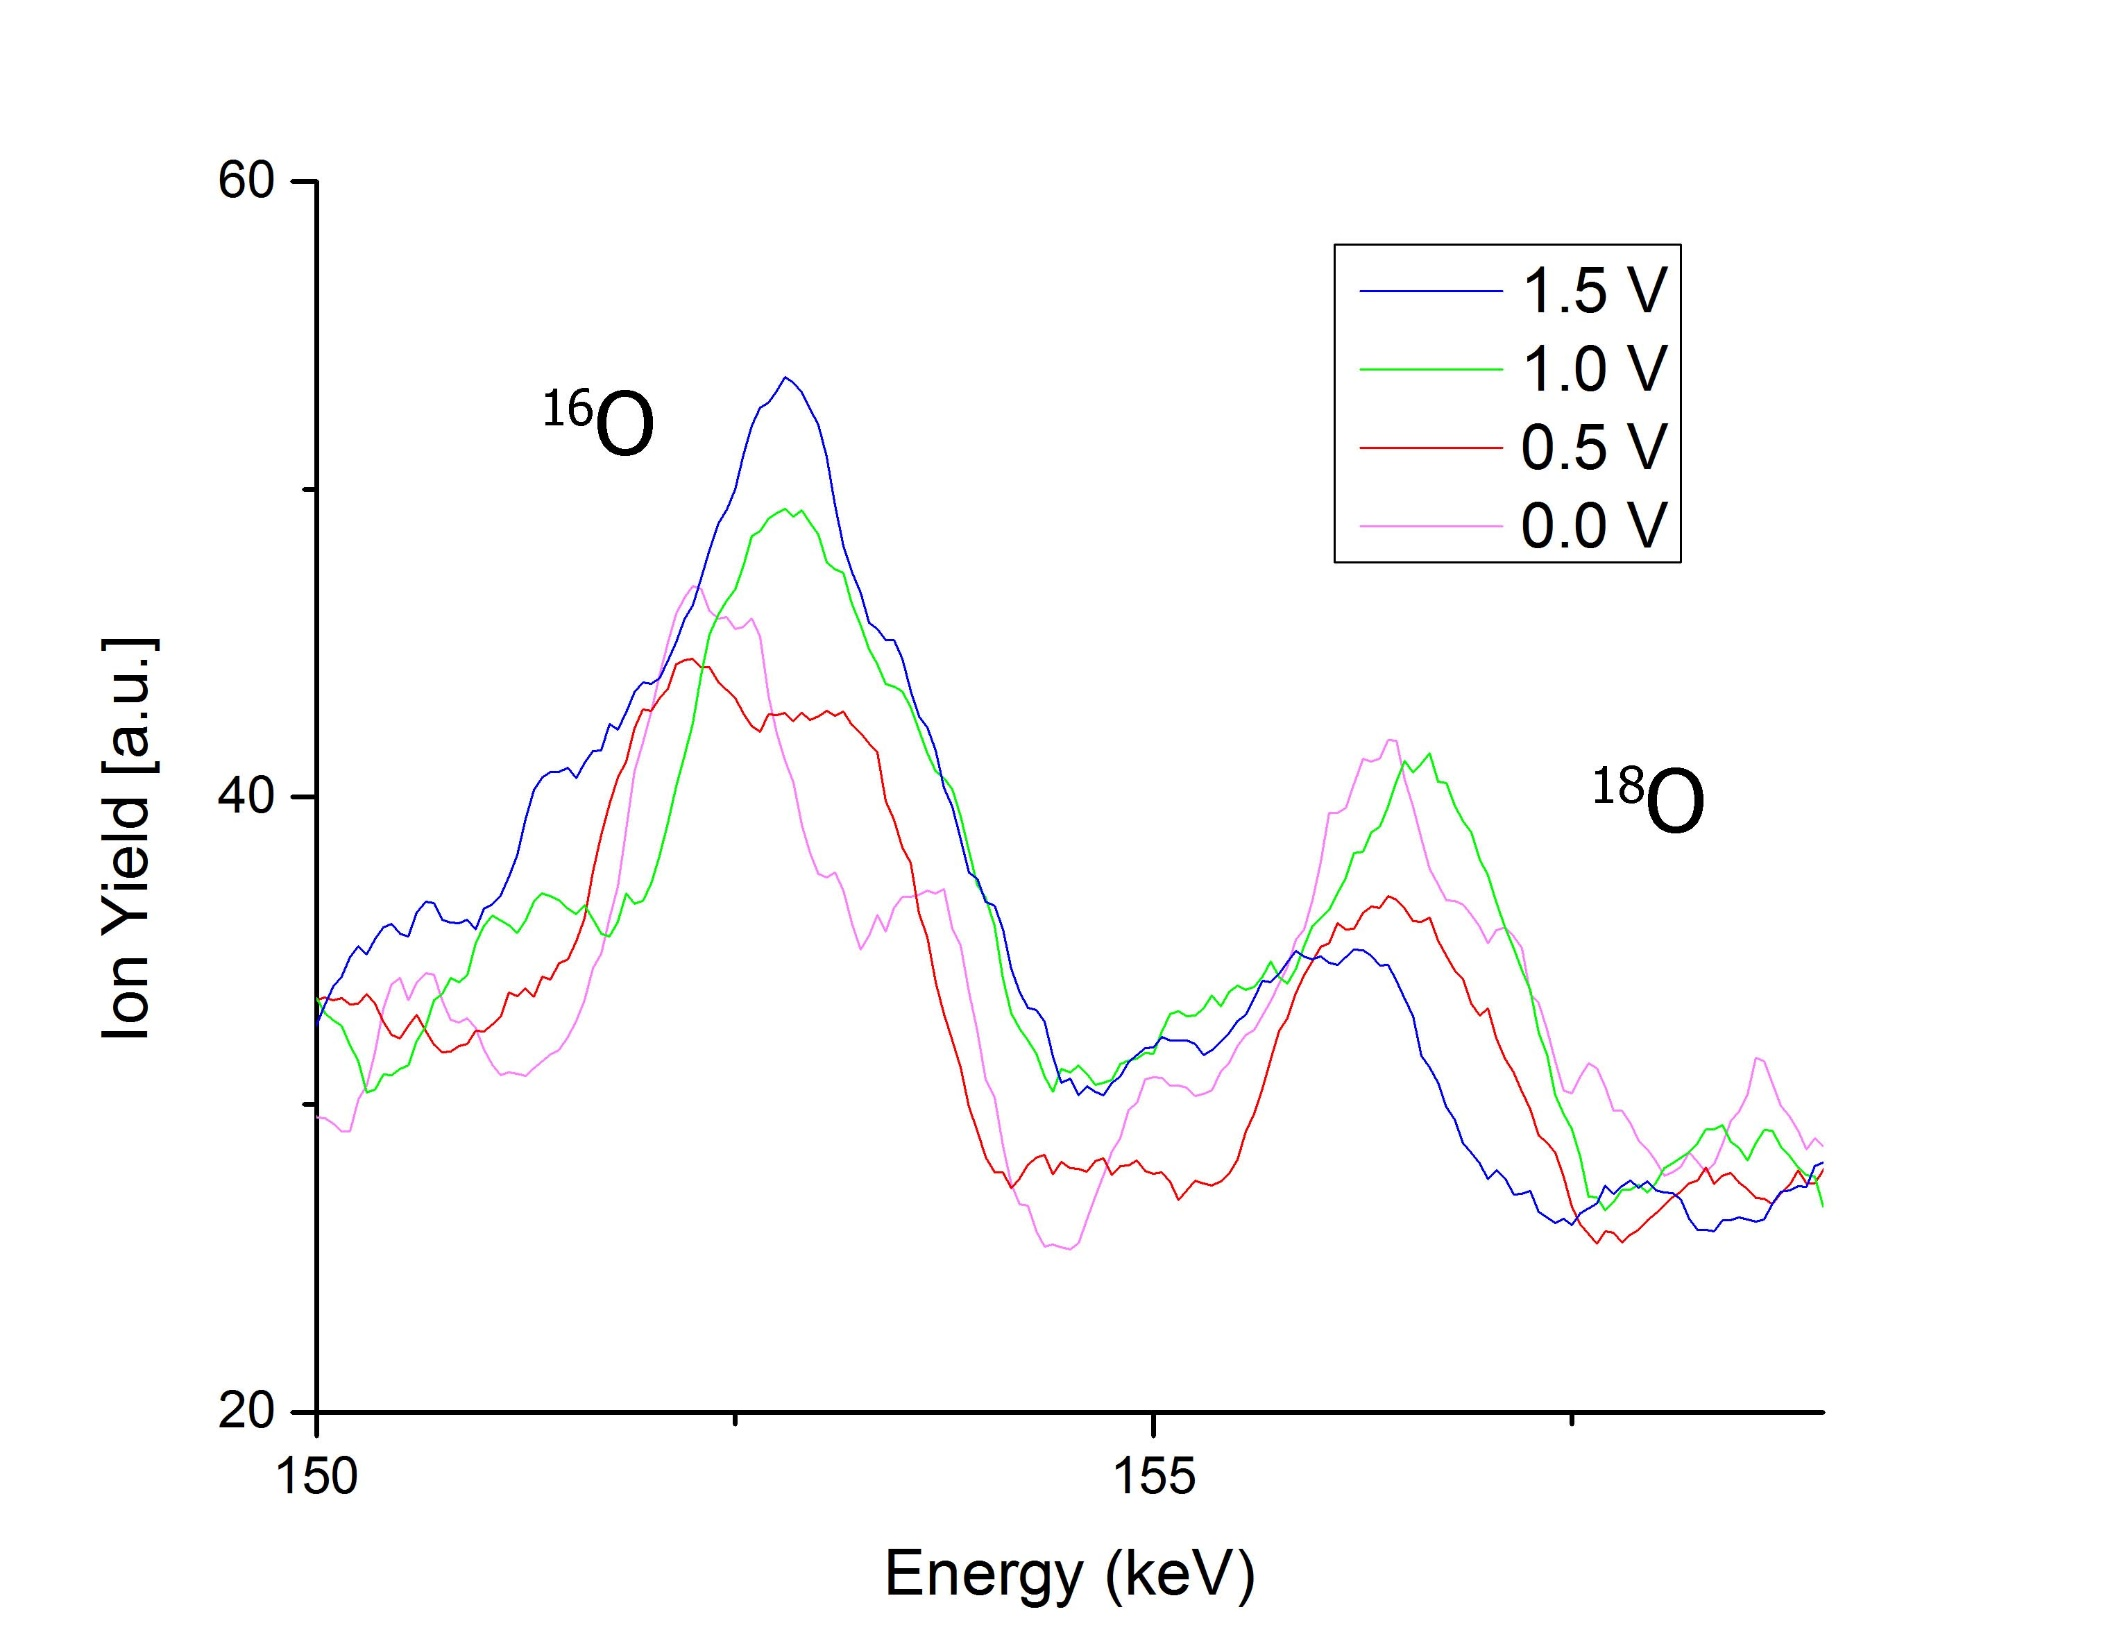 60
1.5 V
1.0 V
¹⁶O
0.5 V
0.0 V
Ion Yield [a.u.]
40
¹⁸O
20
150
155
Energy (keV)